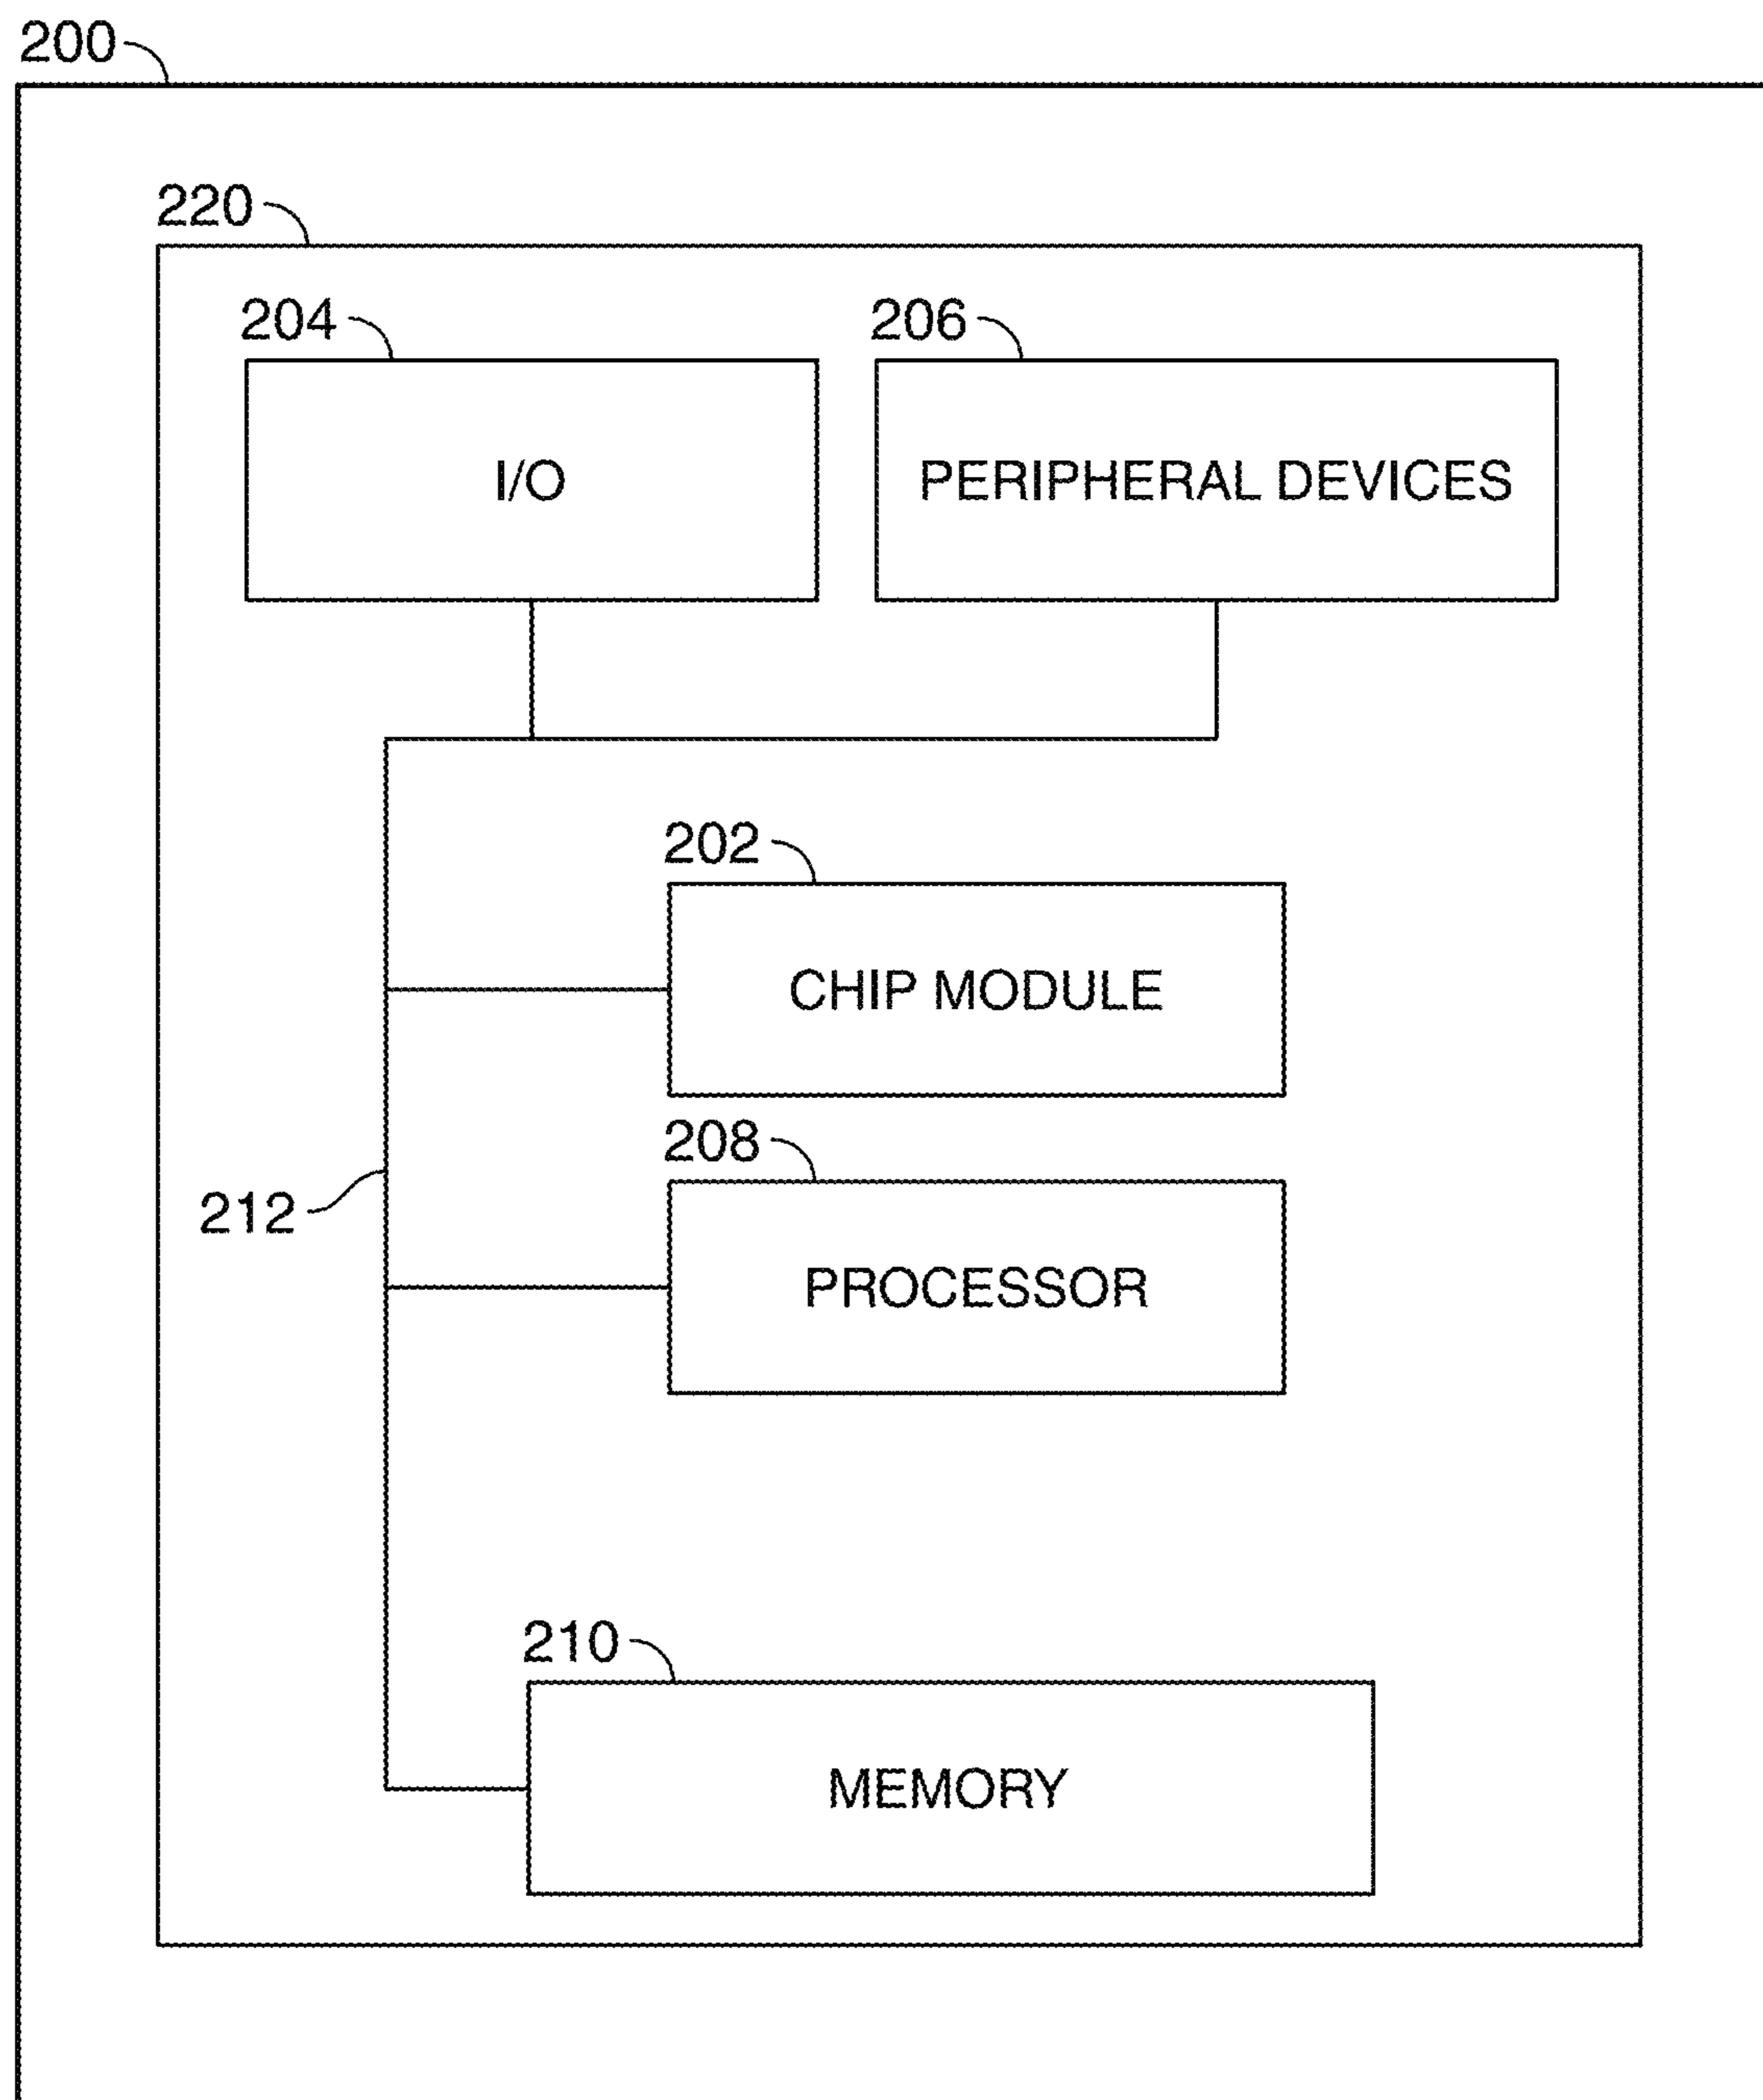 200
220
204
206
I/O
PERIPHERAL DEVICES
202
CHIP MODULE
208
212
PROCESSOR
210
MEMORY